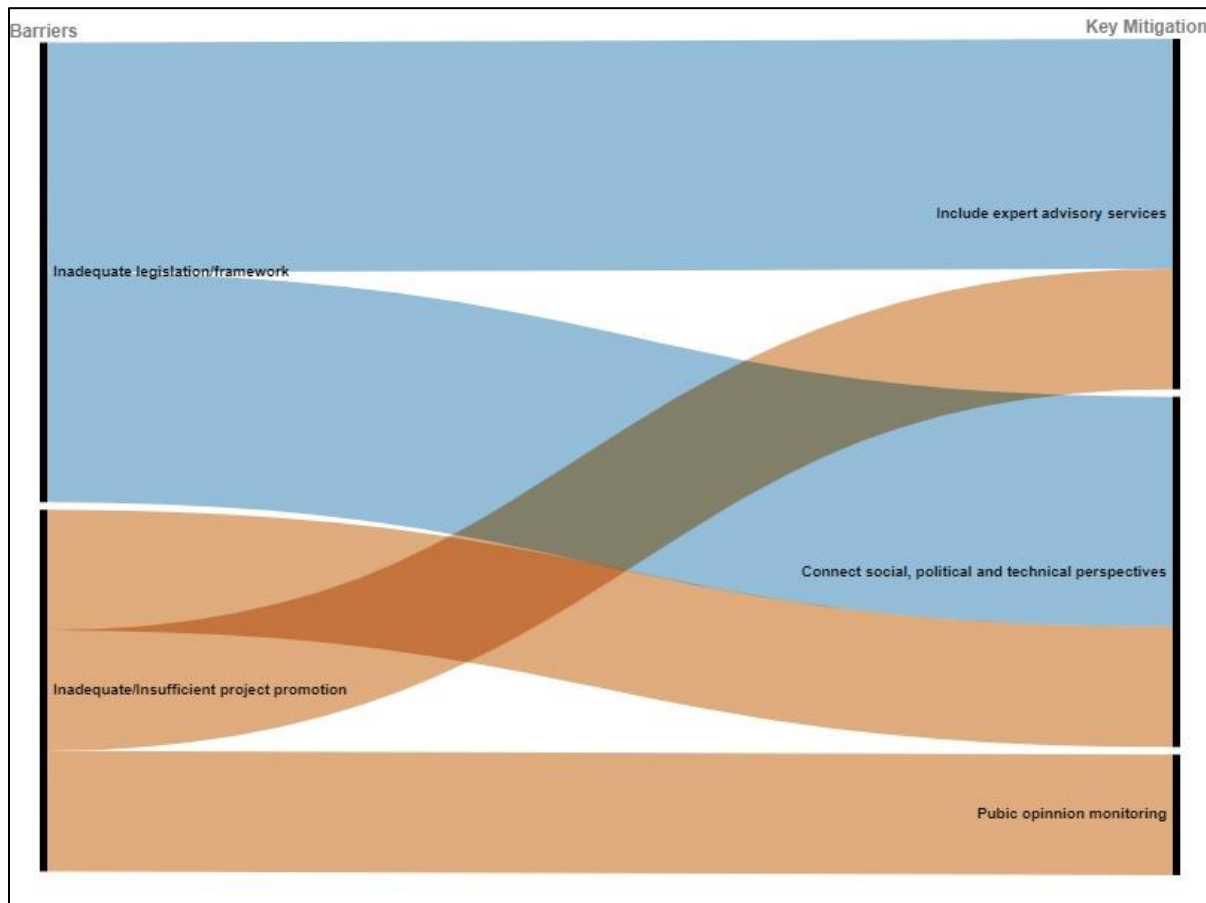 Barriers
Key Mitigation
Include expert advisory services
Inadequate legislation/framework
Connect social, political and technical perspectives
Inadequate/Insufficient project promotion
Pubic opinnion monitoring